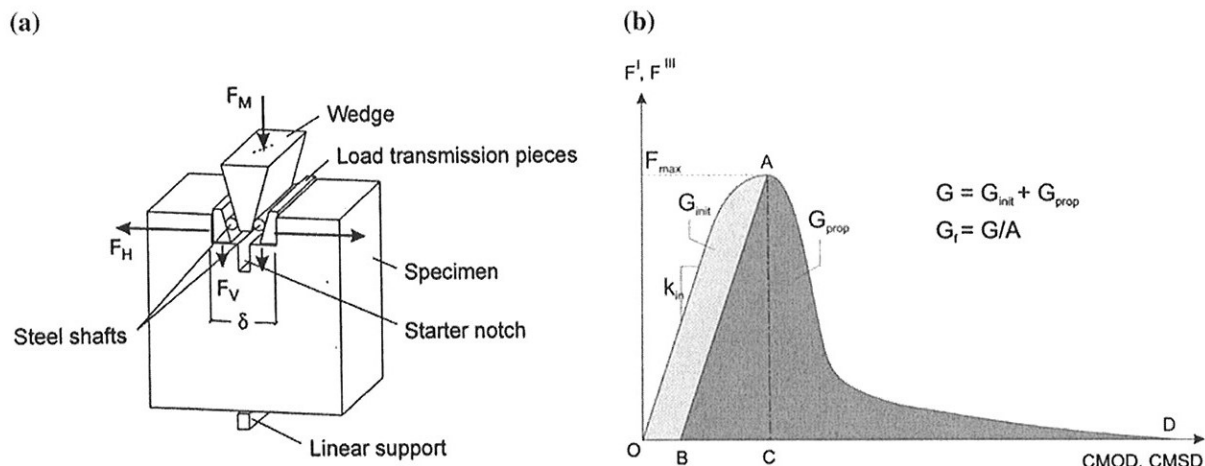 (a)
F_M
Wedge
Load transmission pieces
F_H
F_V
Specimen
δ
Steel shafts
Starter notch
Linear support
(b)
F^I, F^III
F_max
A
G_init
G_prop
G = G_init + G_prop
G_f = G/A
k_in
O
B
C
D
CMOD, CMSD